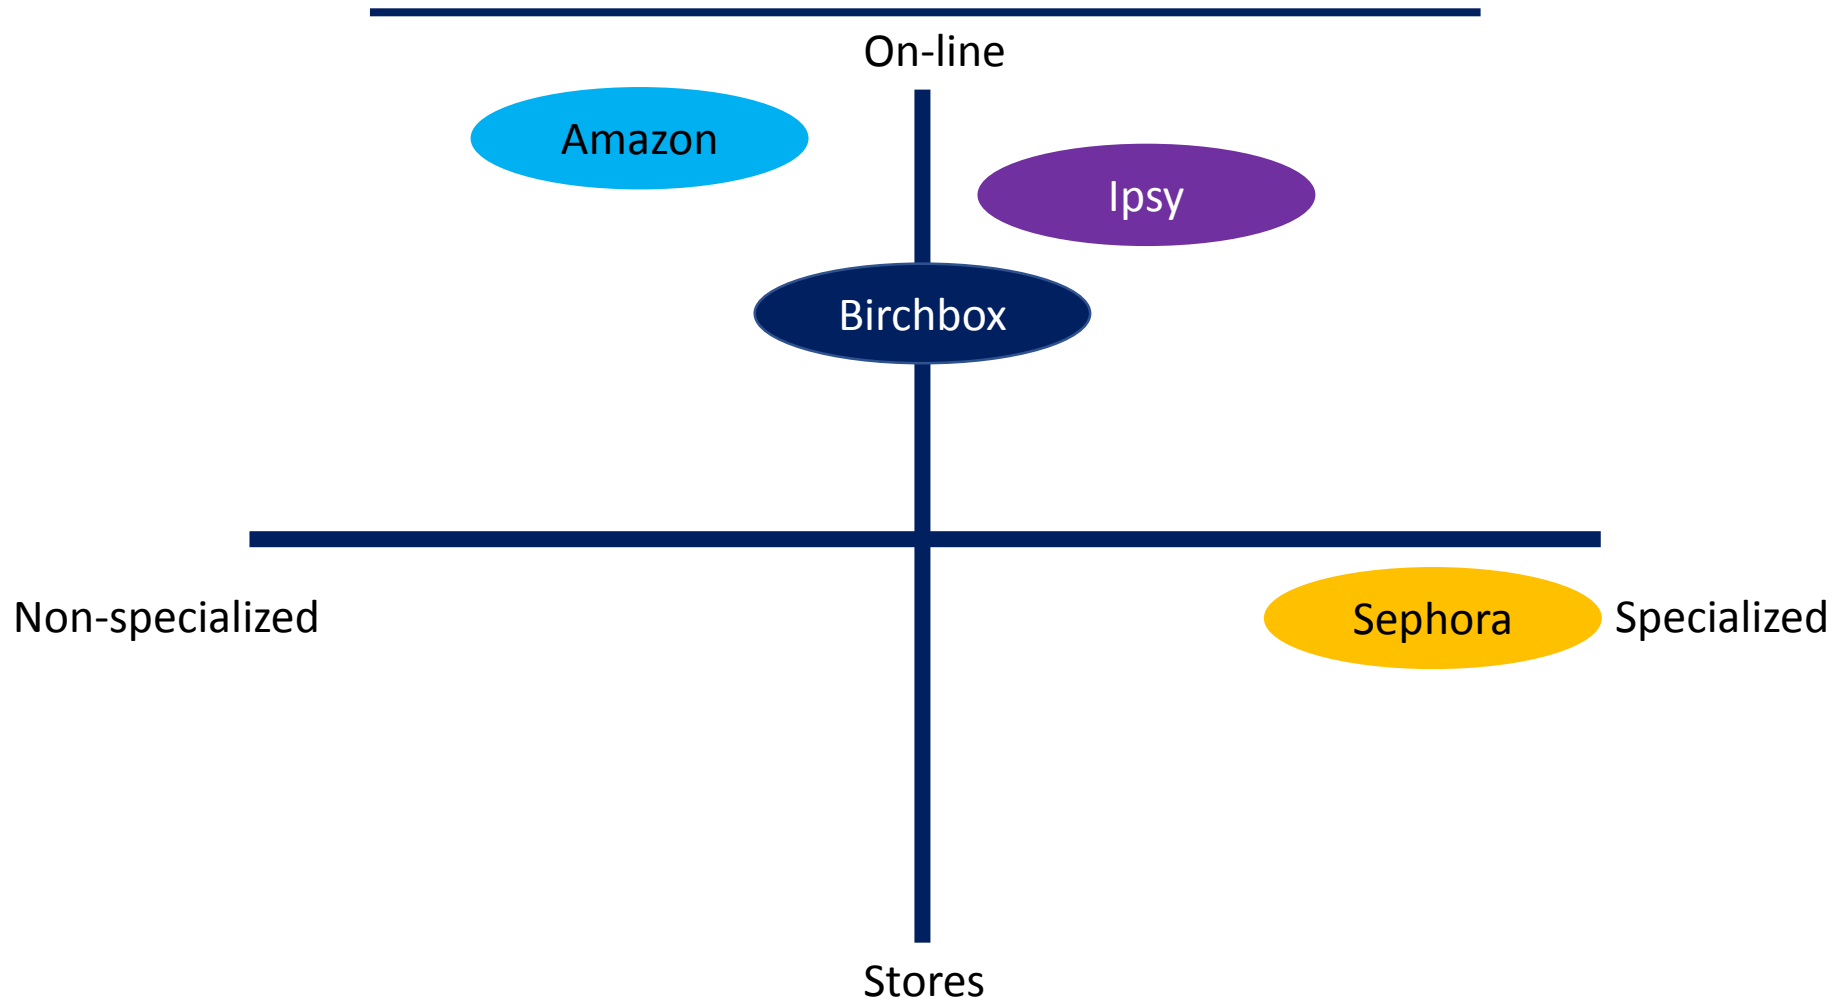 On-line
Amazon
Ipsy
Birchbox
Non-specialized
Sephora
Specialized
Stores